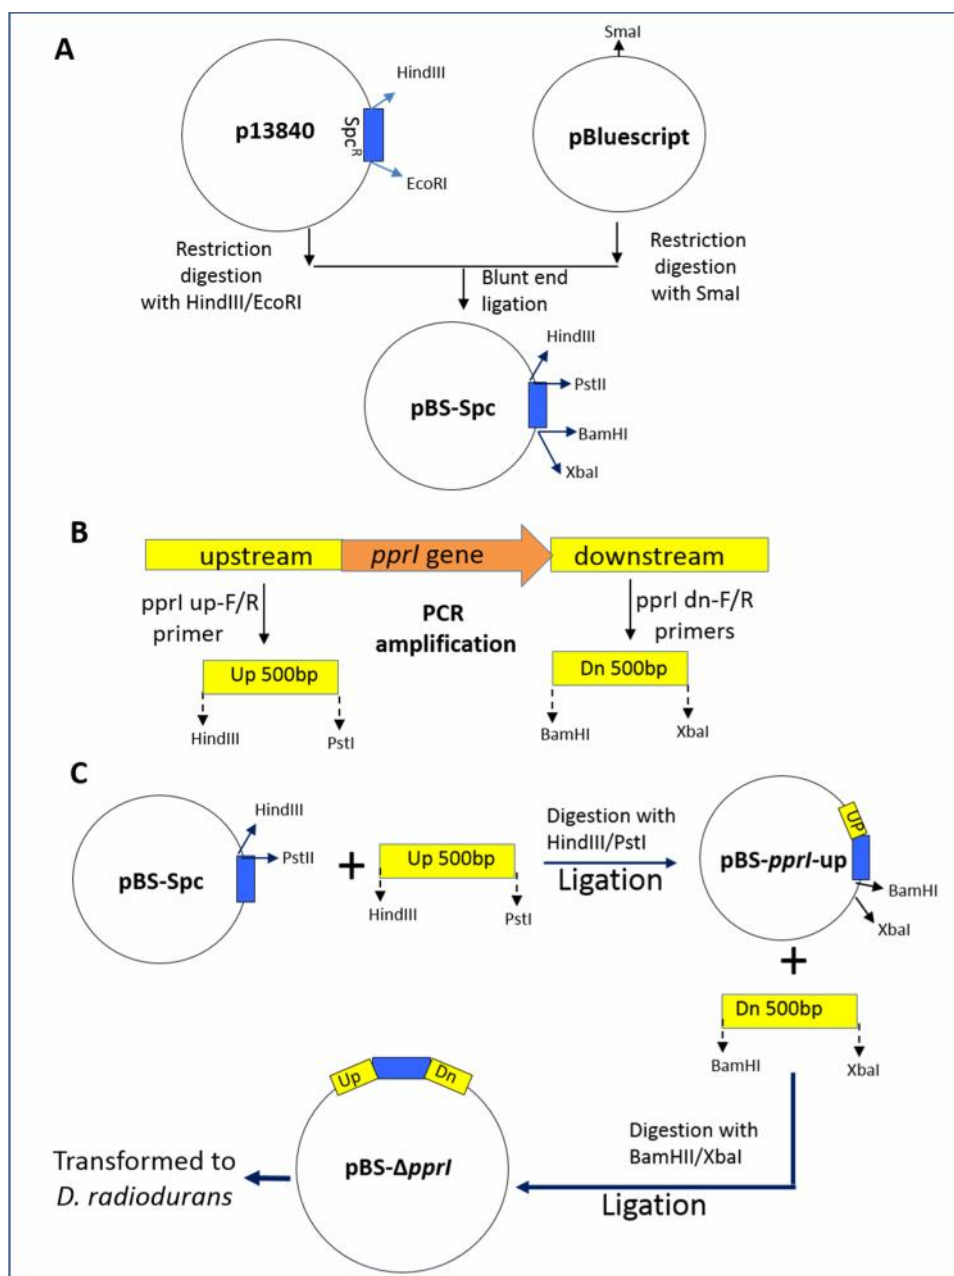 A
SmaI
HindIII
p13840
Spc^R
pBluescript
EcoRI
Restriction
digestion
with HindIII/EcoRI
Blunt end
ligation
Restriction
digestion
with SmaI
HindIII
PstII
pBS-Spc
BamHI
XbaI
B
upstream
pprI gene
downstream
pprI up-F/R
primer
PCR
amplification
pprI dn-F/R
primers
Up 500bp
Dn 500bp
HindIII
PstI
BamHI
XbaI
C
HindIII
PstII
pBS-Spc
+
Up 500bp
HindIII
PstI
Digestion with
HindIII/PstI
Ligation
UP
pBS-pprI-up
BamHI
XbaI
+
Dn 500bp
BamHI
XbaI
Digestion with
BamHII/XbaI
Ligation
Up
Dn
pBS-ΔpprI
Transformed to
D. radiodurans